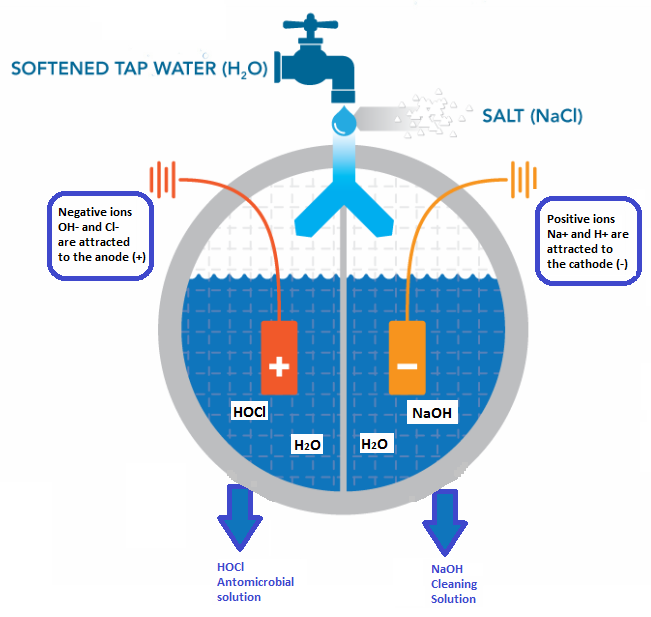 SOFTENED TAP WATER (H₂O)
SALT (NaCl)
Negative ions
OH- and Cl-
are attracted
to the anode (+)
Positive ions
Na+ and H+ are
attracted to
the cathode (-)
+
−
HOCl
NaOH
H2O
H2O
HOCl
Antomicrobial
solution
NaOH
Cleaning
Solution